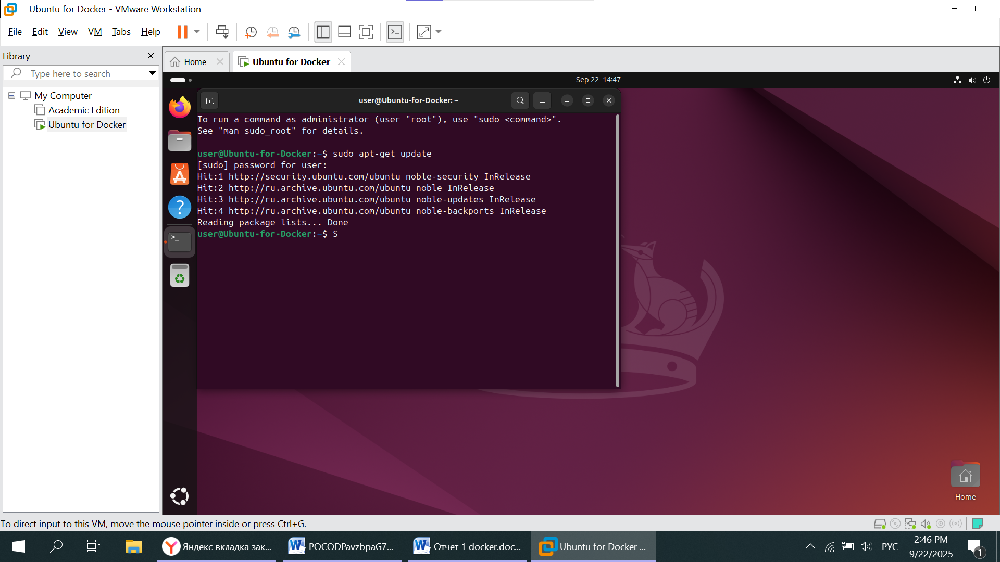 Ubuntu for Docker - VMware Workstation
File Edit View VM Tabs Help
Library
Type here to search
My Computer
Academic Edition
Ubuntu for Docker
Home
Ubuntu for Docker
Sep 22 14:47
user@Ubuntu-for-Docker: ~
To run a command as administrator (user "root"), use "sudo <command>".
See "man sudo_root" for details.
user@Ubuntu-for-Docker:~$ sudo apt-get update
[sudo] password for user:
Hit:1 http://security.ubuntu.com/ubuntu noble-security InRelease
Hit:2 http://ru.archive.ubuntu.com/ubuntu noble InRelease
Hit:3 http://ru.archive.ubuntu.com/ubuntu noble-updates InRelease
Hit:4 http://ru.archive.ubuntu.com/ubuntu noble-backports InRelease
Reading package lists... Done
user@Ubuntu-for-Docker:~$ S
Home
To direct input to this VM, move the mouse pointer inside or press Ctrl+G.
Яндекс вкладка зак...
POCODPavzbpaG7...
Отчет 1 docker.doc...
Ubuntu for Docker ...
РУС
2:46 PM
9/22/2025
1